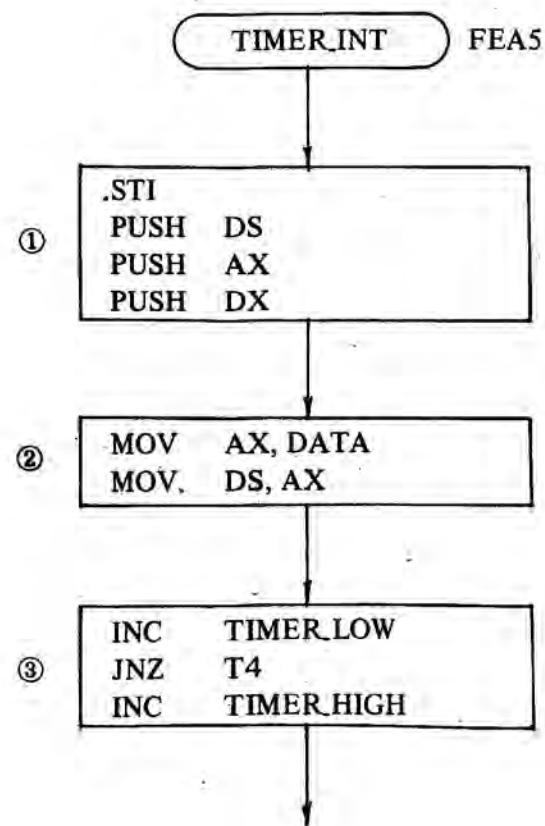 TIMER_INT FEA5
.STI
① PUSH DS
PUSH AX
PUSH DX
② MOV AX, DATA
MOV. DS, AX
INC TIMER_LOW
③ JNZ T4
INC TIMER_HIGH